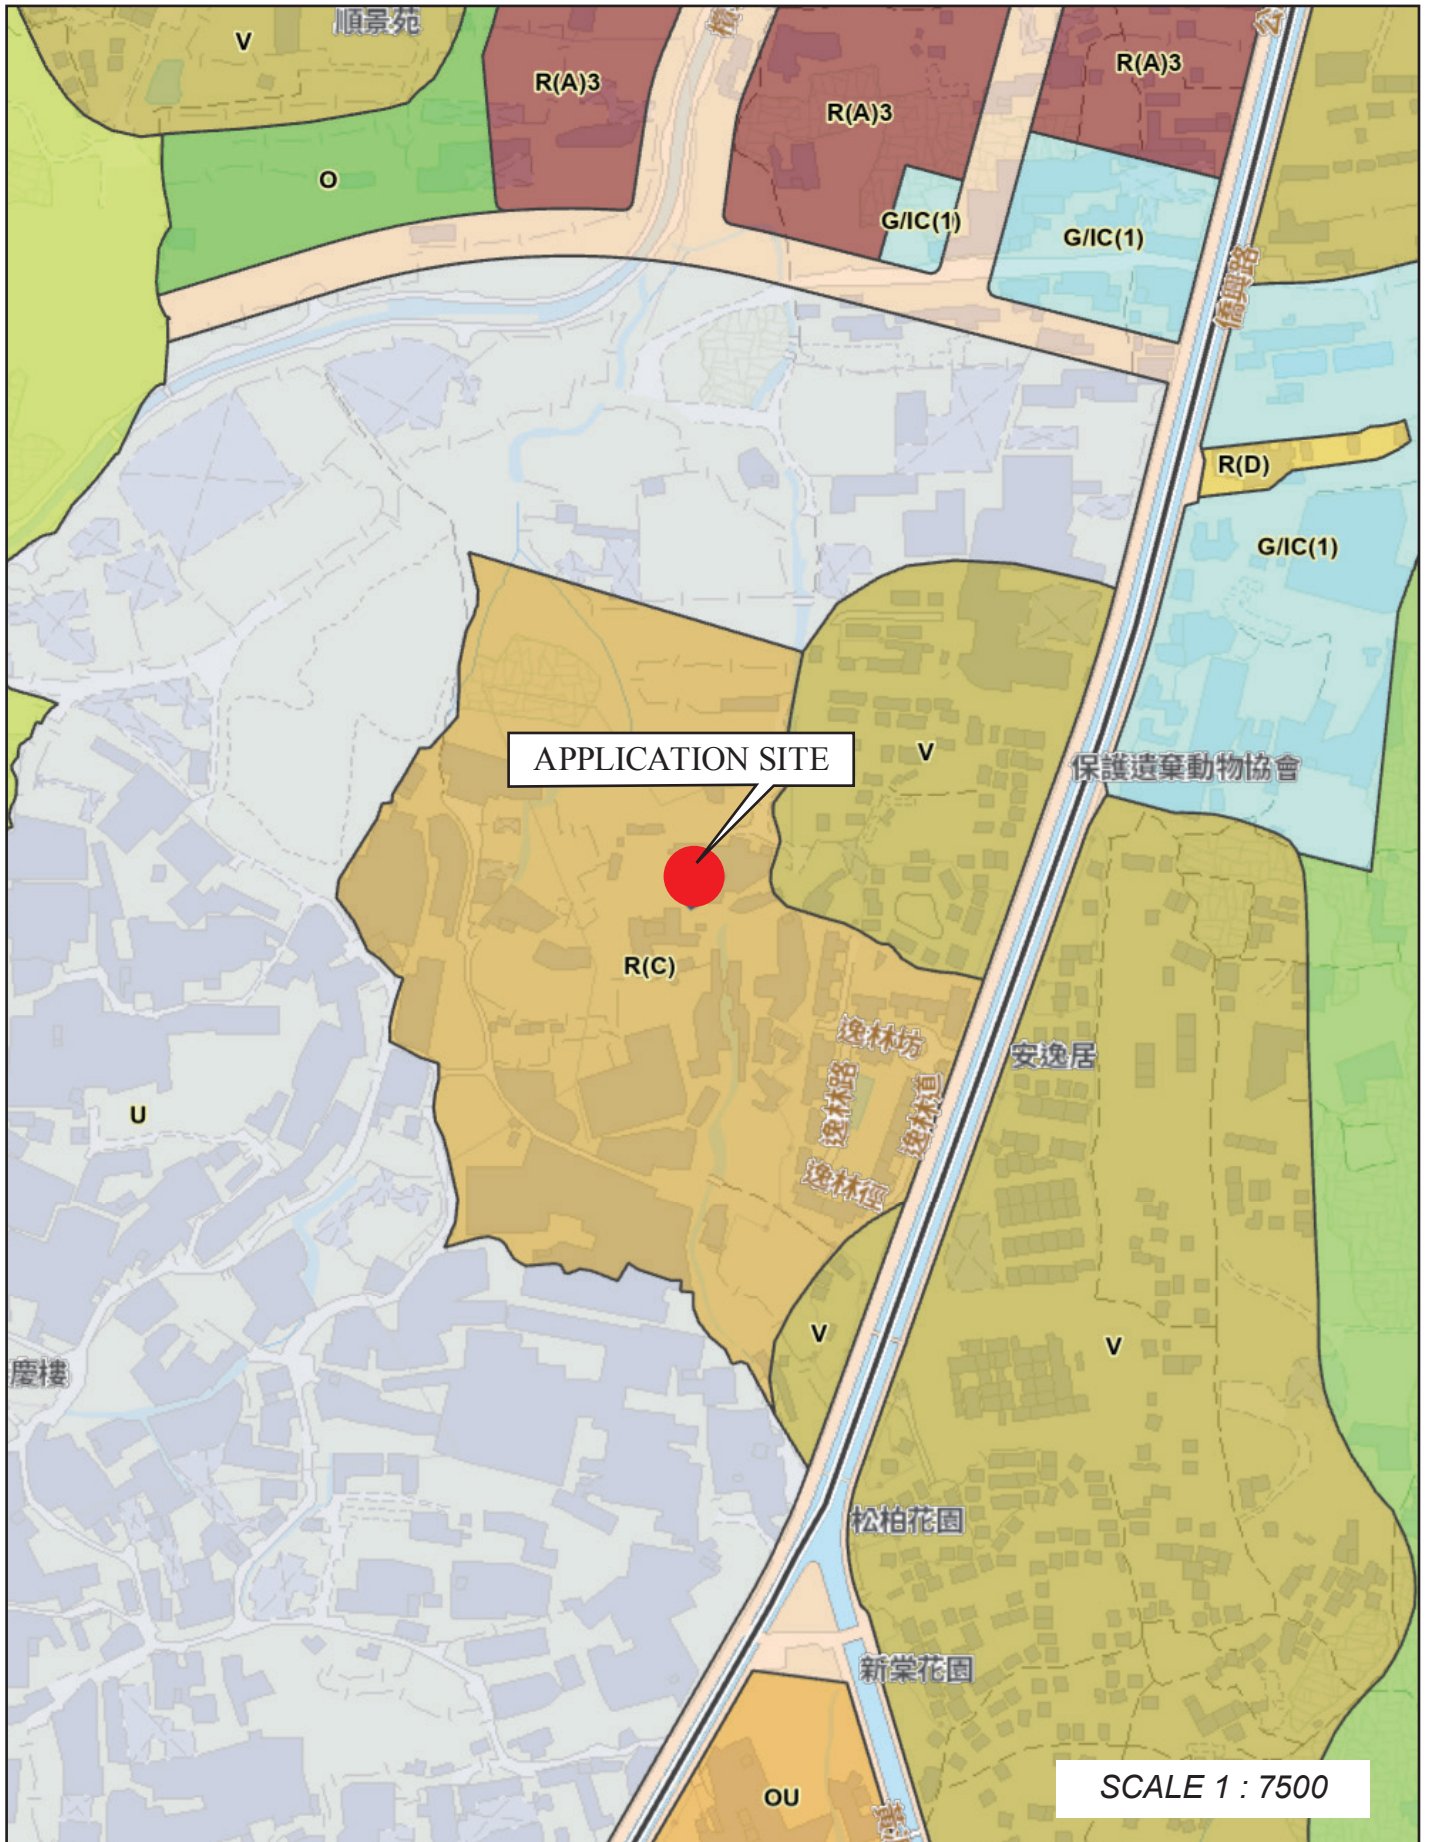 順景苑
V
R(A)3
R(A)3
R(A)3
O
G/IC(1)
G/IC(1)
僑興路
R(D)
G/IC(1)
APPLICATION SITE
V
保護遺棄動物協會
R(C)
逸林坊
安逸居
逸林路
逸林道
U
逸林徑
V
V
慶樓
松柏花園
新棠花園
OU
SCALE 1 : 7500